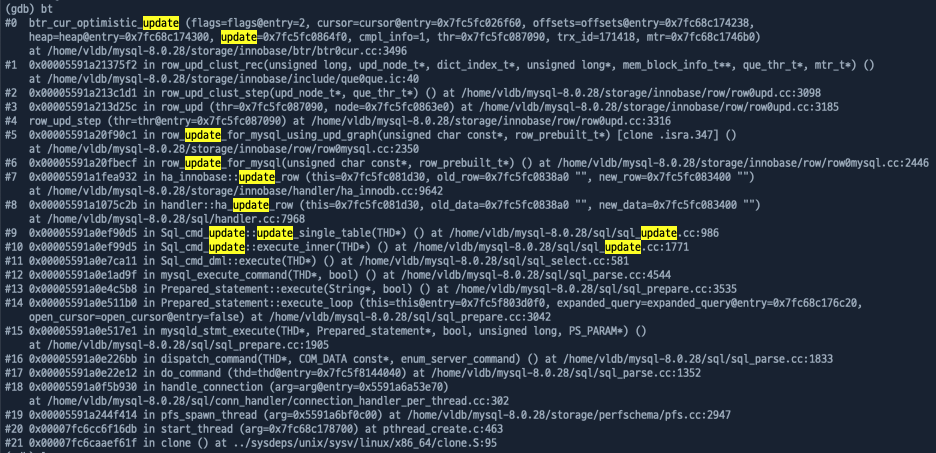 (gdb) bt
#0 btr_cur_optimistic_update (flags=flags@entry=2, cursor=cursor@entry=0x7fc5fc026f60, offsets=offsets@entry=0x7fc68c174238,
heap=heap@entry=0x7fc68c174300, update=0x7fc5fc0864f0, cmpl_info=1, thr=0x7fc5fc087090, trx_id=171418, mtr=0x7fc68c1746b0)
at /home/vldb/mysql-8.0.28/storage/innobase/btr/btr0cur.cc:3496
#1 0x00005591a21375f2 in row_upd_clust_rec(unsigned long, upd_node_t*, dict_index_t*, unsigned long*, mem_block_info_t**, que_thr_t*, mtr_t*) ()
at /home/vldb/mysql-8.0.28/storage/innobase/include/que0que.ic:40
#2 0x00005591a213c1d1 in row_upd_clust_step(upd_node_t*, que_thr_t*) () at /home/vldb/mysql-8.0.28/storage/innobase/row/row0upd.cc:3098
#3 0x00005591a213d25c in row_upd (thr=0x7fc5fc087090, node=0x7fc5fc0863e0) at /home/vldb/mysql-8.0.28/storage/innobase/row/row0upd.cc:3185
#4 row_upd_step (thr=thr@entry=0x7fc5fc087090) at /home/vldb/mysql-8.0.28/storage/innobase/row/row0upd.cc:3316
#5 0x00005591a20f90c1 in row_update_for_mysql_using_upd_graph(unsigned char const*, row_prebuilt_t*) [clone .isra.347] ()
at /home/vldb/mysql-8.0.28/storage/innobase/row/row0mysql.cc:2350
#6 0x00005591a20fbecf in row_update_for_mysql(unsigned char const*, row_prebuilt_t*) () at /home/vldb/mysql-8.0.28/storage/innobase/row/row0mysql.cc:2446
#7 0x00005591a1fea932 in ha_innobase::update_row (this=0x7fc5fc081d30, old_row=0x7fc5fc0838a0 "", new_row=0x7fc5fc083400 "")
at /home/vldb/mysql-8.0.28/storage/innobase/handler/ha_innodb.cc:9642
#8 0x00005591a1075c2b in handler::ha_update_row (this=0x7fc5fc081d30, old_data=0x7fc5fc0838a0 "", new_data=0x7fc5fc083400 "")
at /home/vldb/mysql-8.0.28/sql/handler.cc:7968
#9 0x00005591a0ef90d5 in Sql_cmd_update::update_single_table(THD*) () at /home/vldb/mysql-8.0.28/sql/sql_update.cc:986
#10 0x00005591a0ef99d5 in Sql_cmd_update::execute_inner(THD*) () at /home/vldb/mysql-8.0.28/sql/sql_update.cc:1771
#11 0x00005591a0e7ca11 in Sql_cmd_dml::execute(THD*) () at /home/vldb/mysql-8.0.28/sql/sql_select.cc:581
#12 0x00005591a0e1ad9f in mysql_execute_command(THD*, bool) () at /home/vldb/mysql-8.0.28/sql/sql_parse.cc:4544
#13 0x00005591a0e4c5b8 in Prepared_statement::execute(String*, bool) () at /home/vldb/mysql-8.0.28/sql/sql_prepare.cc:3535
#14 0x00005591a0e511b0 in Prepared_statement::execute_loop (this=this@entry=0x7fc5f803d0f0, expanded_query=expanded_query@entry=0x7fc68c176c20,
open_cursor=open_cursor@entry=false) at /home/vldb/mysql-8.0.28/sql/sql_prepare.cc:3042
#15 0x00005591a0e517e1 in mysqld_stmt_execute(THD*, Prepared_statement*, bool, unsigned long, PS_PARAM*) ()
at /home/vldb/mysql-8.0.28/sql/sql_prepare.cc:1905
#16 0x00005591a0e226bb in dispatch_command(THD*, COM_DATA const*, enum_server_command) () at /home/vldb/mysql-8.0.28/sql/sql_parse.cc:1833
#17 0x00005591a0e22e12 in do_command (thd=thd@entry=0x7fc5f8144040) at /home/vldb/mysql-8.0.28/sql/sql_parse.cc:1352
#18 0x00005591a0f5b930 in handle_connection (arg=arg@entry=0x5591a6a53e70)
at /home/vldb/mysql-8.0.28/sql/conn_handler/connection_handler_per_thread.cc:302
#19 0x00005591a244f414 in pfs_spawn_thread (arg=0x5591a6bf0c00) at /home/vldb/mysql-8.0.28/storage/perfschema/pfs.cc:2947
#20 0x00007fc6cc6f16db in start_thread (arg=0x7fc68c178700) at pthread_create.c:463
#21 0x00007fc6caaef61f in clone () at ../sysdeps/unix/sysv/linux/x86_64/clone.S:95